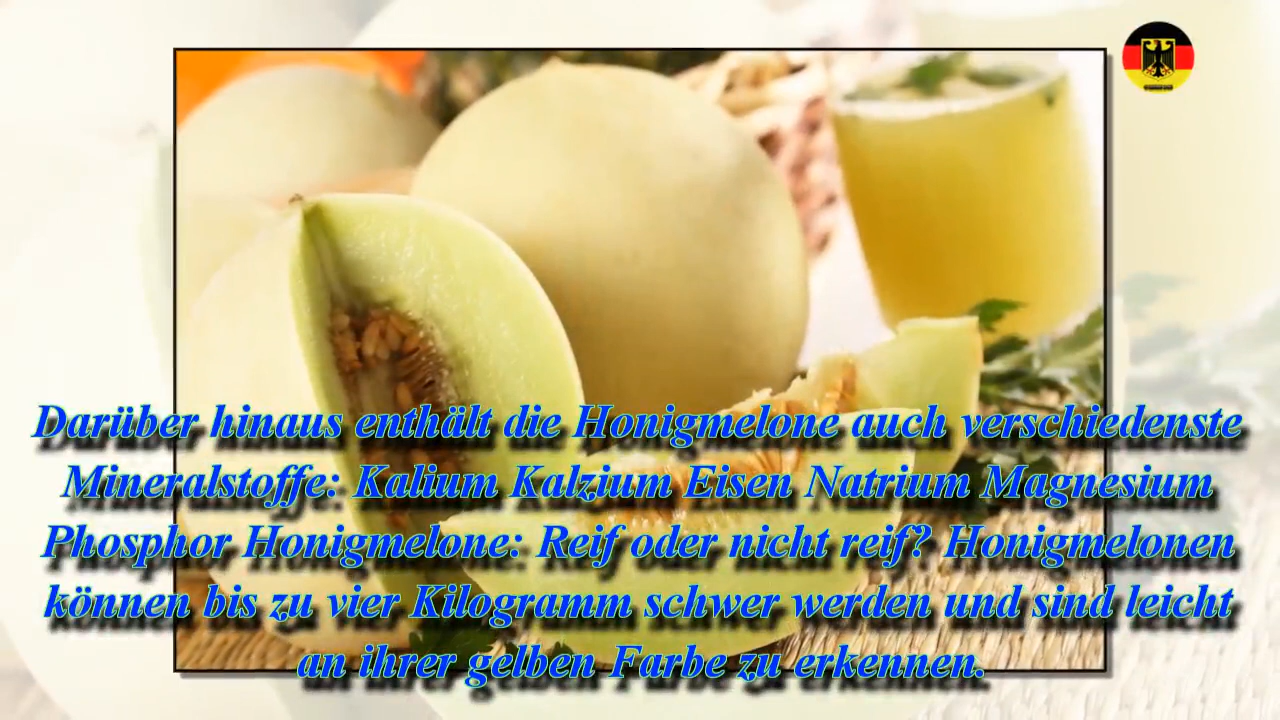 Darüber hinaus enthält die Honigmelone auch verschiedenste
Mineralstoffe: Kalium Kalzium Eisen Natrium Magnesium
Phosphor Honigmelone: Reif oder nicht reif? Honigmelonen
können bis zu vier Kilogramm schwer werden und sind leicht
an ihrer gelben Farbe zu erkennen.